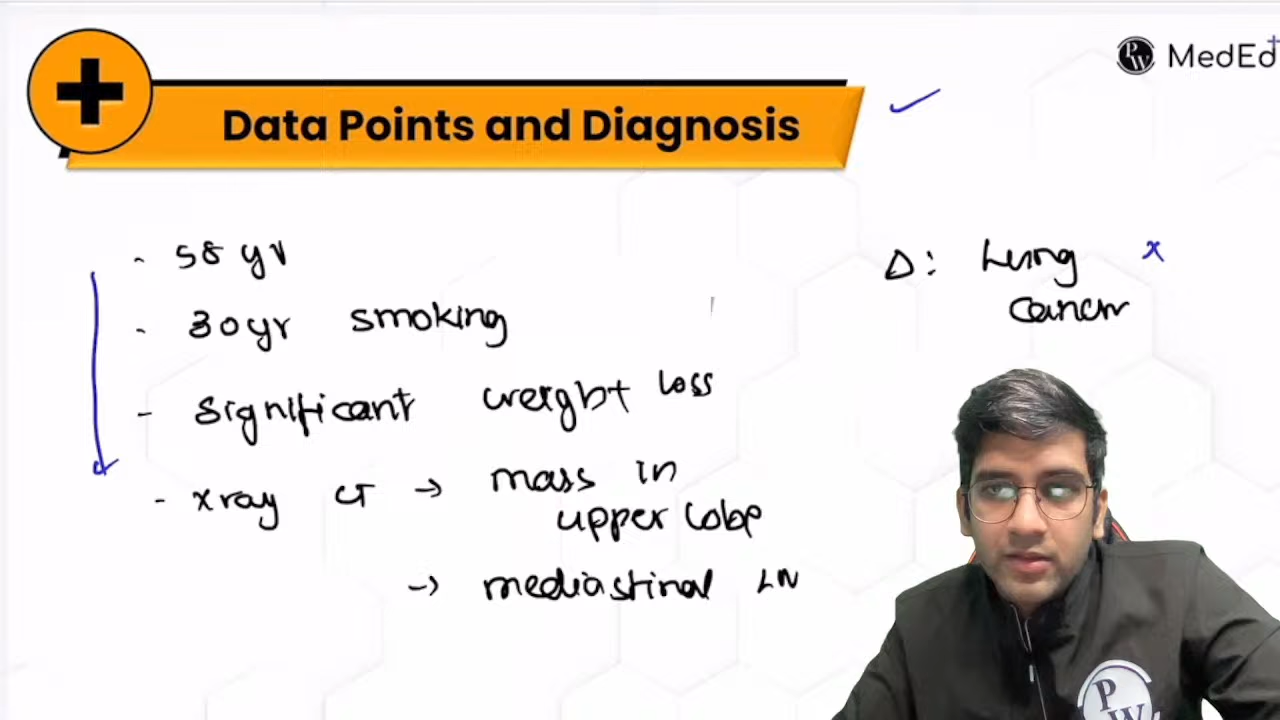 PW MedEd
Data Points and Diagnosis
- 58 yr
- 30yr smoking
- significant weight loss
- xray CT → mass in
upper lobe
→ mediastinal LN
Δ: Lung x
cancer
PW